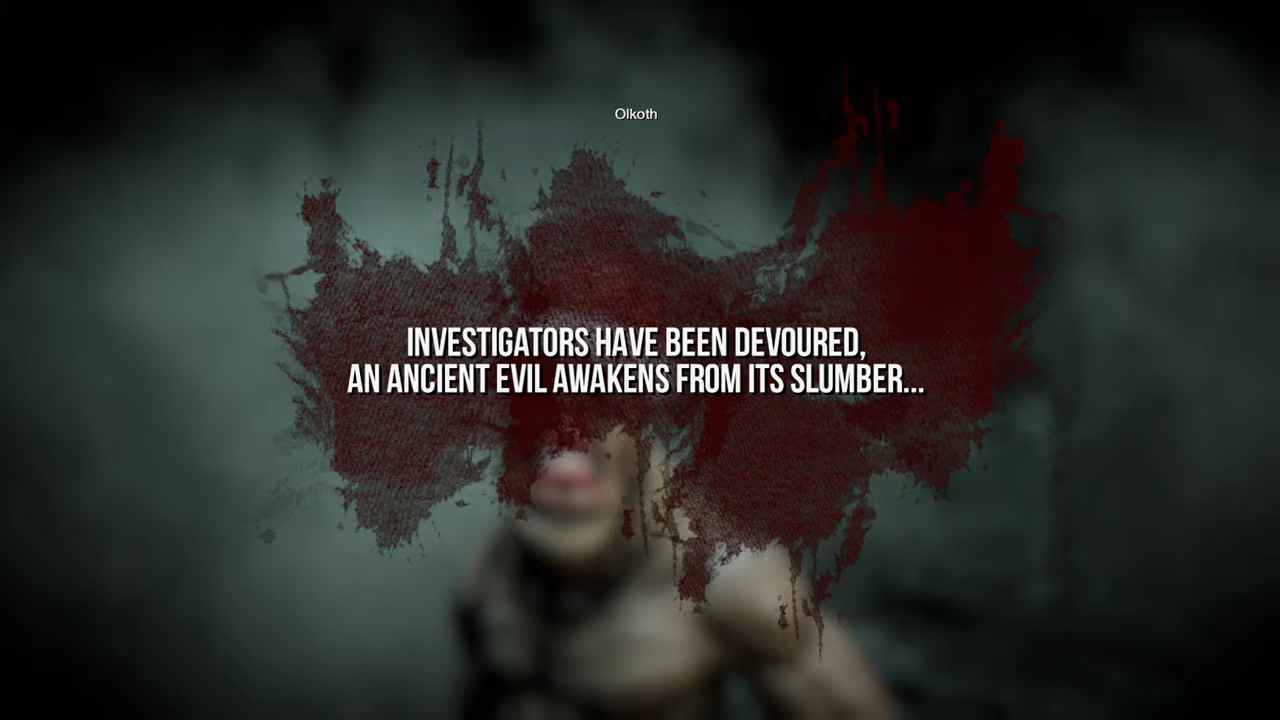 Olkoth
INVESTIGATORS HAVE BEEN DEVOURED,
AN ANCIENT EVIL AWAKENS FROM ITS SLUMBER...